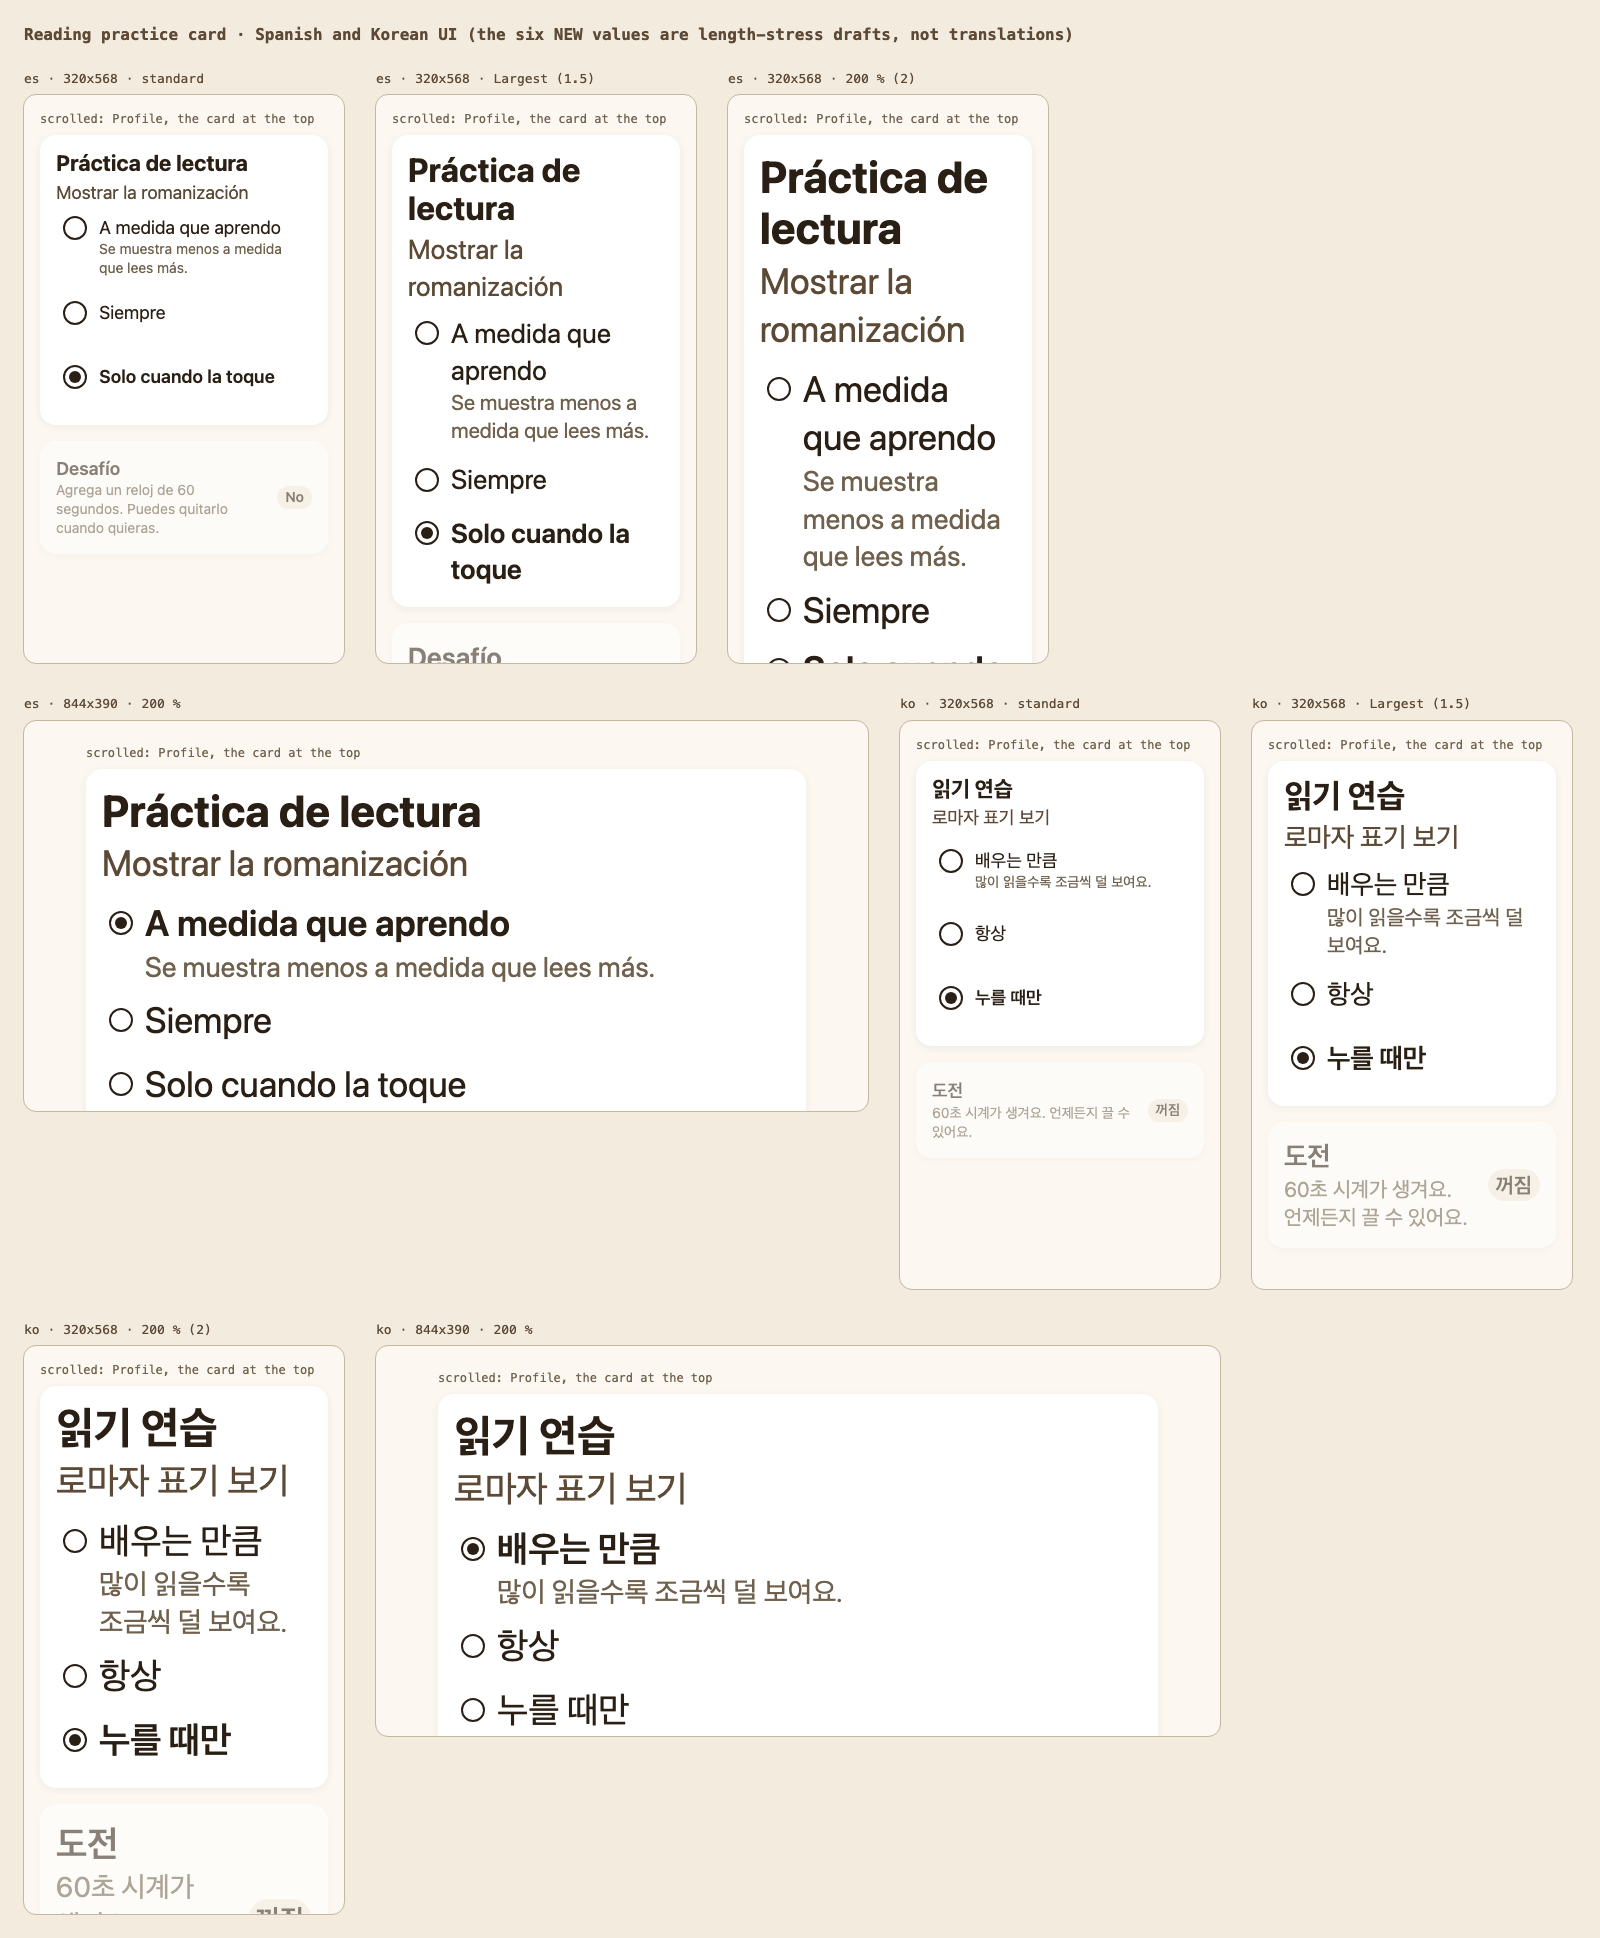 Reading practice card · Spanish and Korean UI (the six NEW values are length-stress drafts, not translations)
es · 320x568 · standard
scrolled: Profile, the card at the top
Práctica de lectura
Mostrar la romanización
A medida que aprendo
Se muestra menos a medida
que lees más.
Siempre
Solo cuando la toque
Desafío
Agrega un reloj de 60
segundos. Puedes quitarlo
cuando quieras.
No
es · 320x568 · Largest (1.5)
scrolled: Profile, the card at the top
Práctica de
lectura
Mostrar la
romanización
A medida que
aprendo
Se muestra menos a
medida que lees más.
Siempre
Solo cuando la
toque
Desafío
es · 320x568 · 200 % (2)
scrolled: Profile, the card at the top
Práctica de
lectura
Mostrar la
romanización
A medida
que aprendo
Se muestra
menos a medida
que lees más.
Siempre
Solo cuando
es · 844x390 · 200 %
scrolled: Profile, the card at the top
Práctica de lectura
Mostrar la romanización
A medida que aprendo
Se muestra menos a medida que lees más.
Siempre
Solo cuando la toque
ko · 320x568 · standard
scrolled: Profile, the card at the top
읽기 연습
로마자 표기 보기
배우는 만큼
많이 읽을수록 조금씩 덜 보여요.
항상
누를 때만
도전
60초 시계가 생겨요. 언제든지 끌 수
있어요.
꺼짐
ko · 320x568 · Largest (1.5)
scrolled: Profile, the card at the top
읽기 연습
로마자 표기 보기
배우는 만큼
많이 읽을수록 조금씩 덜
보여요.
항상
누를 때만
도전
60초 시계가 생겨요.
언제든지 끌 수 있어요.
꺼짐
ko · 320x568 · 200 % (2)
scrolled: Profile, the card at the top
읽기 연습
로마자 표기 보기
배우는 만큼
많이 읽을수록
조금씩 덜 보여요.
항상
누를 때만
도전
60초 시계가
꺼짐
ko · 844x390 · 200 %
scrolled: Profile, the card at the top
읽기 연습
로마자 표기 보기
배우는 만큼
많이 읽을수록 조금씩 덜 보여요.
항상
누를 때만